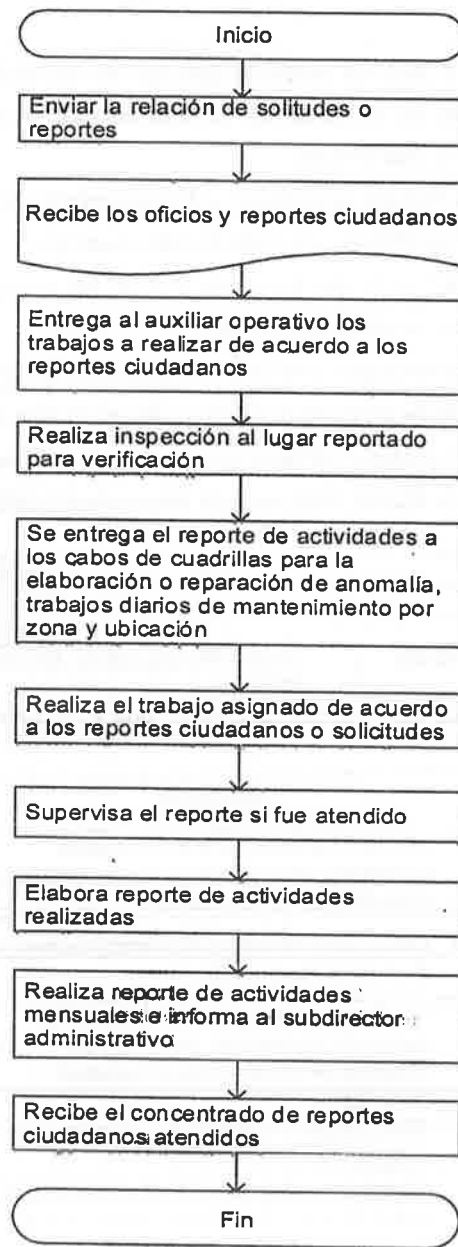 Inicio
Enviar la relación de solitudes o
reportes
Recibe los oficios y reportes ciudadanos
Entrega al auxiliar operativo los
trabajos a realizar de acuerdo a los
reportes ciudadanos
Realiza inspección al lugar reportado
para verificación
Se entrega el reporte de actividades a
los cabos de cuadrillas para la
elaboración o reparación de anomalía,
trabajos diarios de mantenimiento por
zona y ubicación
Realiza el trabajo asignado de acuerdo
a los reportes ciudadanos o solicitudes
Supervisa el reporte si fue atendido
Elabora reporte de actividades
realizadas
Realiza reporte de actividades
mensuales e informa al subdirector
administrativo
Recibe el concentrado de reportes
ciudadanos atendidos
Fin